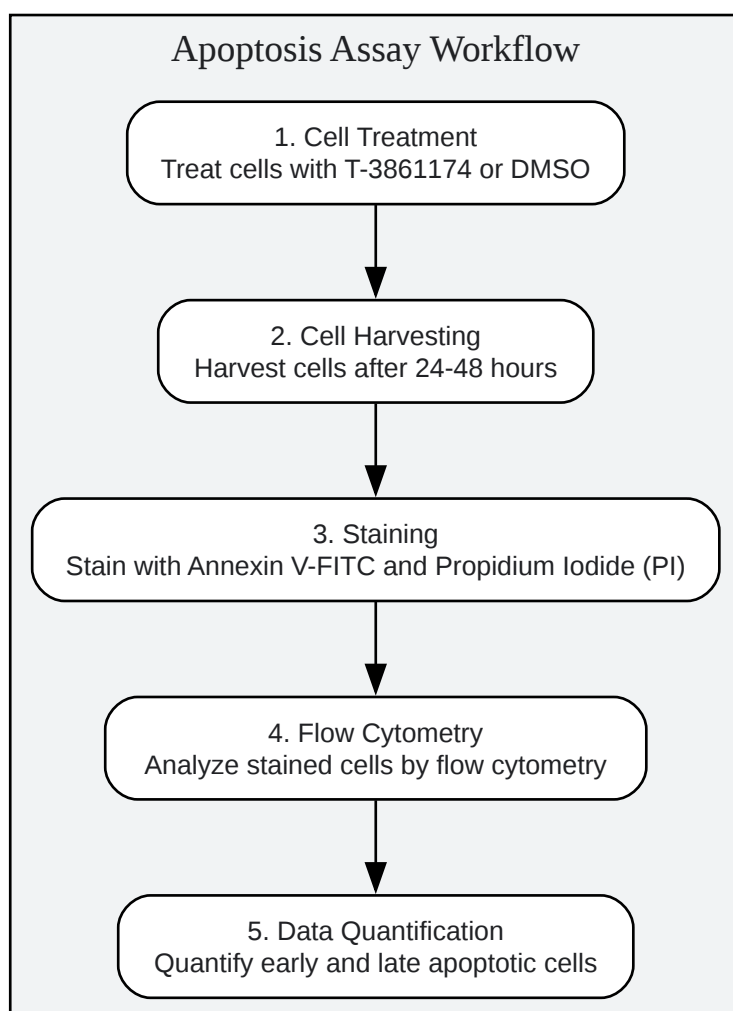 Apoptosis Assay Workflow
1. Cell Treatment
Treat cells with T-3861174 or DMSO
2. Cell Harvesting
Harvest cells after 24-48 hours
3. Staining
Stain with Annexin V-FITC and Propidium Iodide (PI)
4. Flow Cytometry
Analyze stained cells by flow cytometry
5. Data Quantification
Quantify early and late apoptotic cells